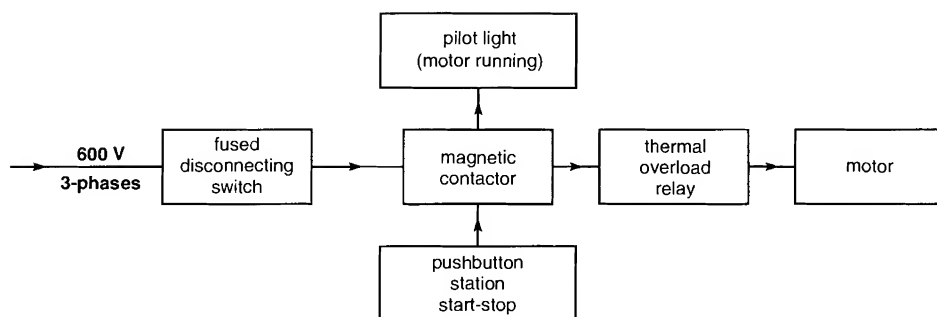 pilot light
(motor running)
600 V
3-phases
fused
disconnecting
switch
magnetic
contactor
thermal
overload
relay
motor
pushbutton
station
start-stop